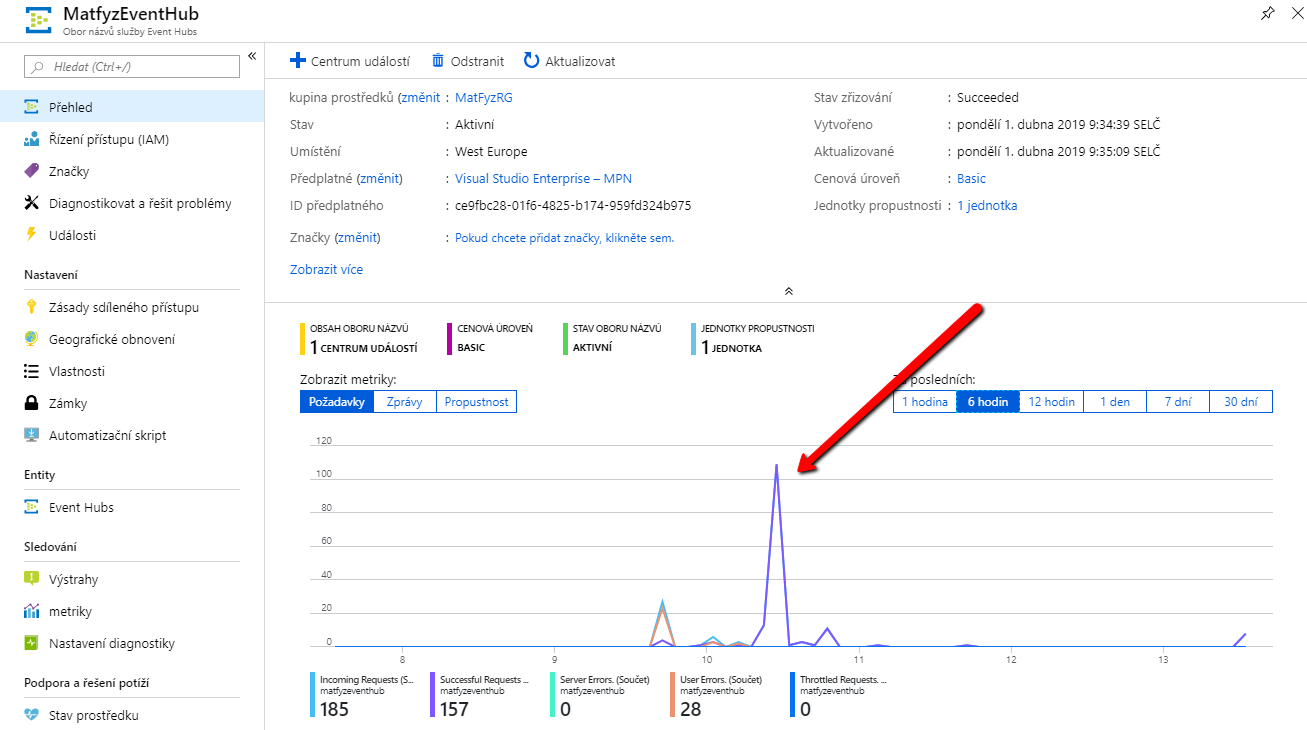 MatfyzEventHub
Obor názvů služby Event Hubs
Hledat (Ctrl+/)
«
Přehled
Řízení přístupu (IAM)
Značky
Diagnostikovat a řešit problémy
Události
Nastavení
Zásady sdíleného přístupu
Geografické obnovení
Vlastnosti
Zámky
Automatizační skript
Entity
Event Hubs
Sledování
Výstrahy
metriky
Nastavení diagnostiky
Podpora a řešení potíží
Stav prostředku
Centrum událostí Odstranit Aktualizovat
kupina prostředků (změnit : MatFyzRG
Stav : Aktivní
Umístění : West Europe
Předplatné (změnit) : Visual Studio Enterprise – MPN
ID předplatného : ce9fbc28-01f6-4825-b174-959fd324b975
Značky (změnit) : Pokud chcete přidat značky, klikněte sem.
Zobrazit více
Stav zřizování : Succeeded
Vytvořeno : pondělí 1. dubna 2019 9:34:39 SELČ
Aktualizované : pondělí 1. dubna 2019 9:35:09 SELČ
Cenová úroveň : Basic
Jednotky propustnosti : 1 jednotka
OBSAH OBORU NÁZVŮ
1 CENTRUM UDÁLOSTÍ
CENOVÁ ÚROVEŇ
BASIC
STAV OBORU NÁZVŮ
AKTIVNÍ
JEDNOTKY PROPUSTNOSTI
1 JEDNOTKA
Zobrazit metriky:
Požadavky Zprávy Propustnost
posledních:
1 hodina 6 hodin 12 hodin 1 den 7 dní 30 dní
120
100
80
60
40
20
0
8 9 10 11 12 13
Incoming Requests (S...
matfyzeventhub
185
Successful Requests ...
matfyzeventhub
157
Server Errors. (Součet)
matfyzeventhub
0
User Errors. (Součet)
matfyzeventhub
28
Throttled Requests. ...
matfyzeventhub
0